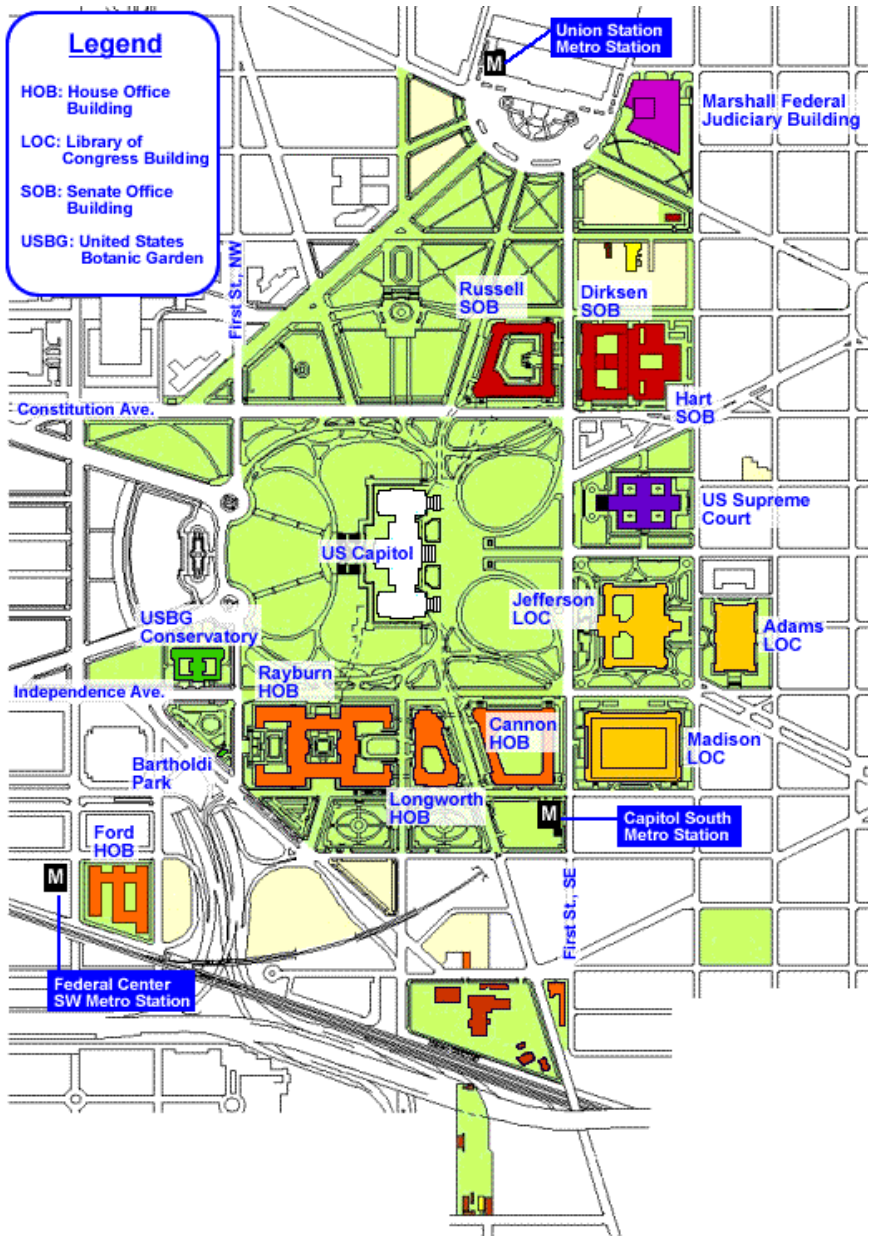 Legend
HOB: House Office
Building
LOC: Library of
Congress Building
SOB: Senate Office
Building
USBG: United States
Botanic Garden
M
Union Station
Metro Station
Marshall Federal
Judiciary Building
First St., NW
Russell
SOB
Dirksen
SOB
Constitution Ave.
Hart
SOB
US Supreme
Court
US Capitol
Jefferson
LOC
Adams
LOC
USBG
Conservatory
Rayburn
HOB
Independence Ave.
Cannon
HOB
Madison
LOC
Bartholdi
Park
Longworth
HOB
M
Capitol South
Metro Station
Ford
HOB
M
First St., SE
Federal Center
SW Metro Station